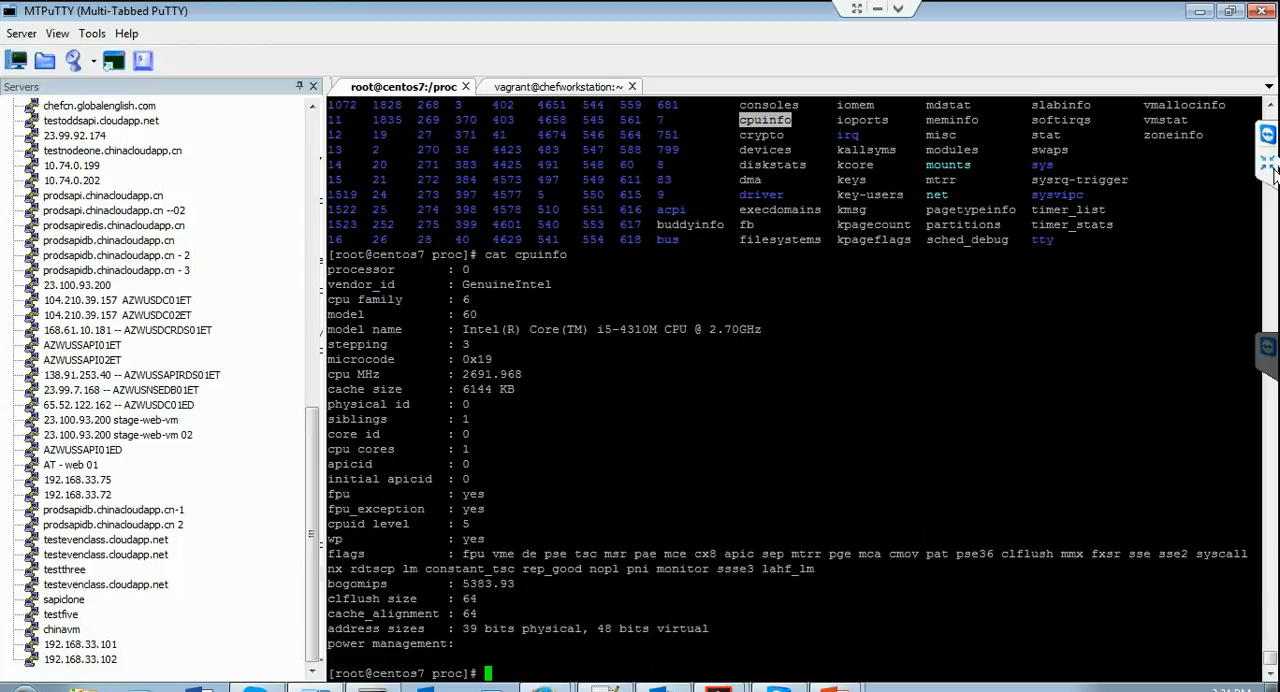 MTPuTTY (Multi-Tabbed PuTTY)
Server View Tools Help
Servers
chefcn.globalenglish.com
testoddsapi.cloudapp.net
23.99.92.174
testnodeone.chinacloudapp.cn
10.74.0.199
10.74.0.202
prodsapi.chinacloudapp.cn
prodsapi.chinacloudapp.cn --02
prodsapiredis.chinacloudapp.cn
prodsapidb.chinacloudapp.cn
prodsapidb.chinacloudapp.cn - 2
prodsapidb.chinacloudapp.cn - 3
23.100.93.200
104.210.39.157 AZWUSDC01ET
104.210.39.157 AZWUSDC02ET
168.61.10.181 -- AZWUSDCRDS01ET
AZWUSSAPI01ET
AZWUSSAPI02ET
138.91.253.40 -- AZWUSSAPIRDS01ET
23.99.7.168 -- AZWUSNSEDB01ET
65.52.122.162 -- AZWUSDC01ED
23.100.93.200 stage-web-vm
23.100.93.200 stage-web-vm 02
AZWUSSAPI01ED
AT - web 01
192.168.33.75
192.168.33.72
prodsapidb.chinacloudapp.cn-1
prodsapidb.chinacloudapp.cn 2
testevenclass.cloudapp.net
testevenclass.cloudapp.net
testthree
testevenclass.cloudapp.net
sapiclone
testfive
chinavm
192.168.33.101
192.168.33.102
root@centos7:/proc vagrant@chefworkstation:~
1072 1828 268 3 402 4651 544 559 681 consoles iomem mdstat slabinfo vmallocinfo
11 1835 269 370 403 4658 545 561 7 cpuinfo ioports meminfo softirqs vmstat
12 19 27 371 41 4674 546 564 751 crypto irq misc stat zoneinfo
13 2 270 38 4423 483 547 588 799 devices kallsyms modules swaps
14 20 271 383 4425 491 548 60 8 diskstats kcore mounts sys
15 21 272 384 4573 497 549 611 83 dma keys mtrr sysrq-trigger
1519 24 273 397 4577 5 550 615 9 driver key-users net sysvipc
1522 25 274 398 4578 510 551 616 acpi execdomains kmsg pagetypeinfo timer_list
1523 252 275 399 4601 540 553 617 buddyinfo fb kpagecount partitions timer_stats
16 26 28 40 4629 541 554 618 bus filesystems kpageflags sched_debug tty
[root@centos7 proc]# cat cpuinfo
processor : 0
vendor_id : GenuineIntel
cpu family : 6
model : 60
model name : Intel(R) Core(TM) i5-4310M CPU @ 2.70GHz
stepping : 3
microcode : 0x19
cpu MHz : 2691.968
cache size : 6144 KB
physical id : 0
siblings : 1
core id : 0
cpu cores : 1
apicid : 0
initial apicid : 0
fpu : yes
fpu_exception : yes
cpuid level : 5
wp : yes
flags : fpu vme de pse tsc msr pae mce cx8 apic sep mtrr pge mca cmov pat pse36 clflush mmx fxsr sse sse2 syscall
nx rdtscp lm constant_tsc rep_good nopl pni monitor ssse3 lahf_lm
bogomips : 5383.93
clflush size : 64
cache_alignment : 64
address sizes : 39 bits physical, 48 bits virtual
power management:
[root@centos7 proc]#